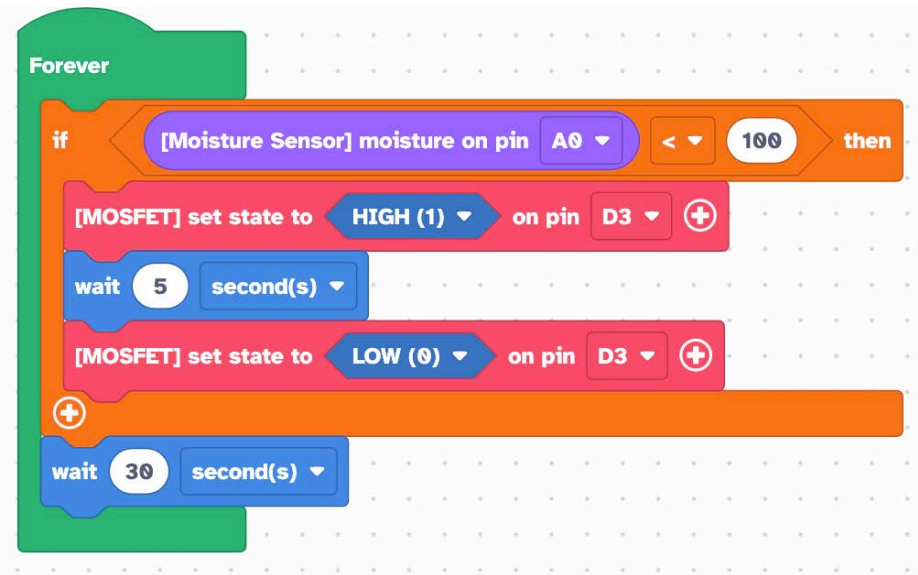 Forever
if [Moisture Sensor] moisture on pin A0 < 100 then
[MOSFET] set state to HIGH (1) on pin D3
wait 5 second(s)
[MOSFET] set state to LOW (0) on pin D3
wait 30 second(s)